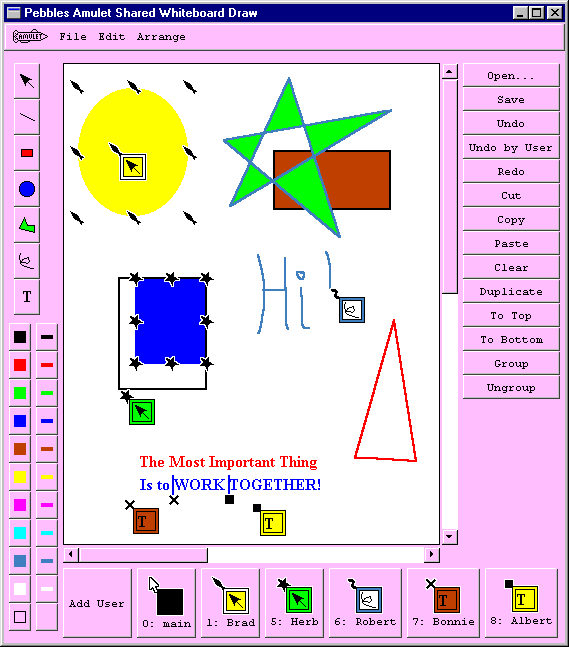 Pebbles Amulet Shared Whiteboard Draw
AMULET File Edit Arrange
Open...
Save
Undo
Undo by User
Redo
Cut
Copy
Paste
Clear
Duplicate
To Top
To Bottom
Group
Ungroup
T
Hi!
The Most Important Thing
Is to WORK TOGETHER!
T
T
Add User
0: main
1: Brad
5: Herb
6: Robert
T
7: Bonnie
T
8: Albert